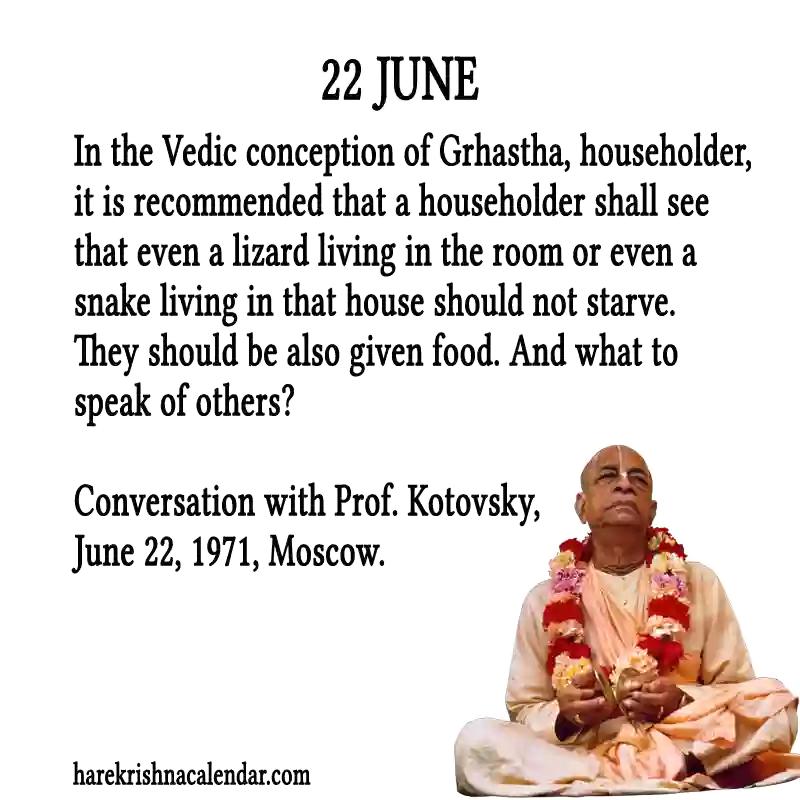 22 JUNE
In the Vedic conception of Grhastha, householder,
it is recommended that a householder shall see
that even a lizard living in the room or even a
snake living in that house should not starve.
They should be also given food. And what to
speak of others?
Conversation with Prof. Kotovsky,
June 22, 1971, Moscow.
harekrishnacalendar.com